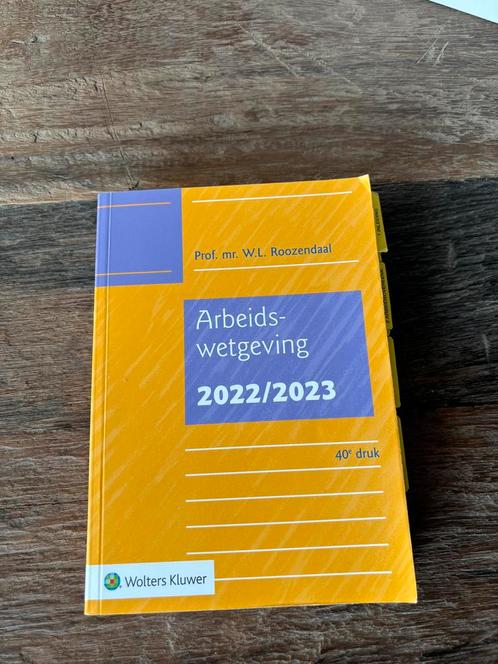 Prof. mr. W.L. Roozendaal
Arbeids-
wetgeving
2022/2023
40e druk
Wolters Kluwer